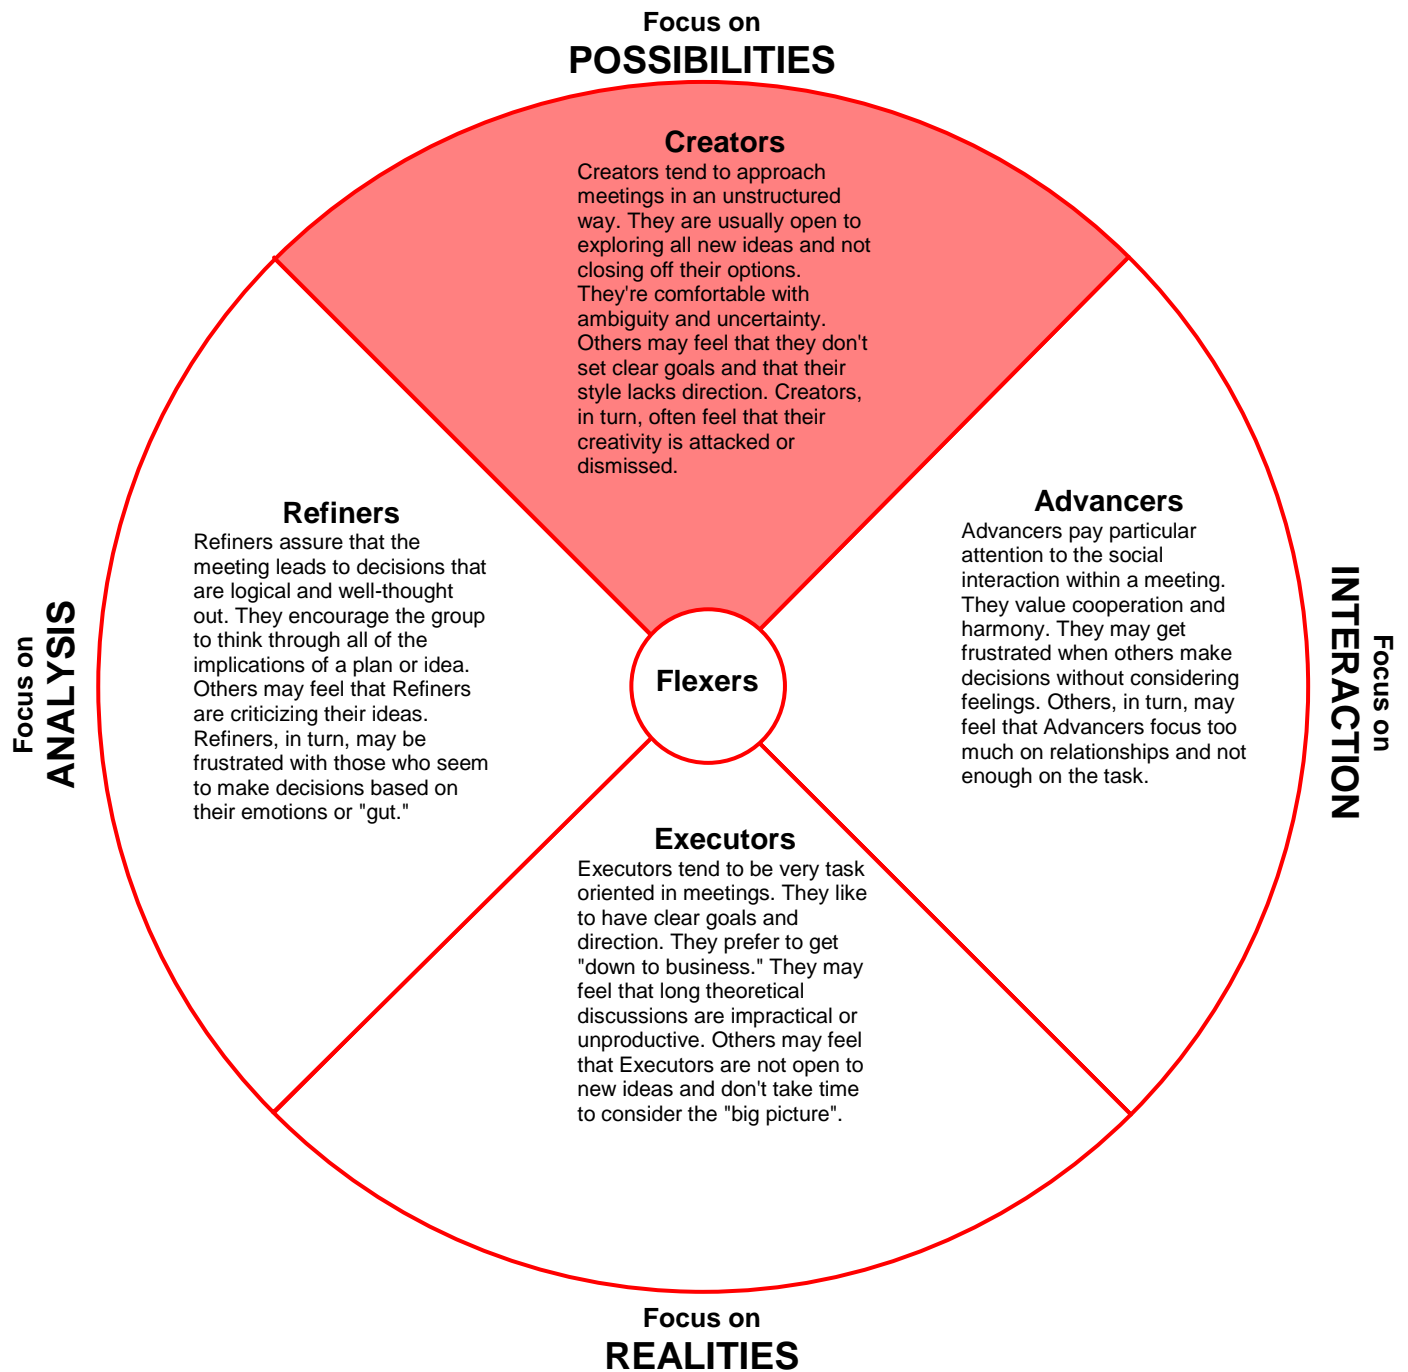 Focus on
POSSIBILITIES
Creators
Creators tend to approach
meetings in an unstructured
way. They are usually open to
exploring all new ideas and not
closing off their options.
They're comfortable with
ambiguity and uncertainty.
Others may feel that they don't
set clear goals and that their
style lacks direction. Creators,
in turn, often feel that their
creativity is attacked or
dismissed.
Focus on
ANALYSIS
Refiners
Refiners assure that the
meeting leads to decisions that
are logical and well-thought
out. They encourage the group
to think through all of the
implications of a plan or idea.
Others may feel that Refiners
are criticizing their ideas.
Refiners, in turn, may be
frustrated with those who seem
to make decisions based on
their emotions or "gut."
Flexers
Advancers
Advancers pay particular
attention to the social
interaction within a meeting.
They value cooperation and
harmony. They may get
frustrated when others make
decisions without considering
feelings. Others, in turn, may
feel that Advancers focus too
much on relationships and not
enough on the task.
Focus on
INTERACTION
Executors
Executors tend to be very task
oriented in meetings. They like
to have clear goals and
direction. They prefer to get
"down to business." They may
feel that long theoretical
discussions are impractical or
unproductive. Others may feel
that Executors are not open to
new ideas and don't take time
to consider the "big picture".
Focus on
REALITIES